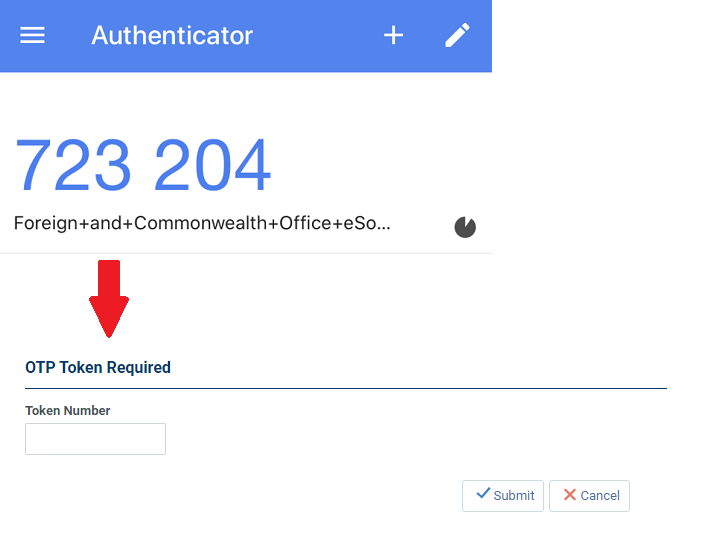 Authenticator
723 204
Foreign+and+Commonwealth+Office+eSo...
OTP Token Required
Token Number
Submit Cancel